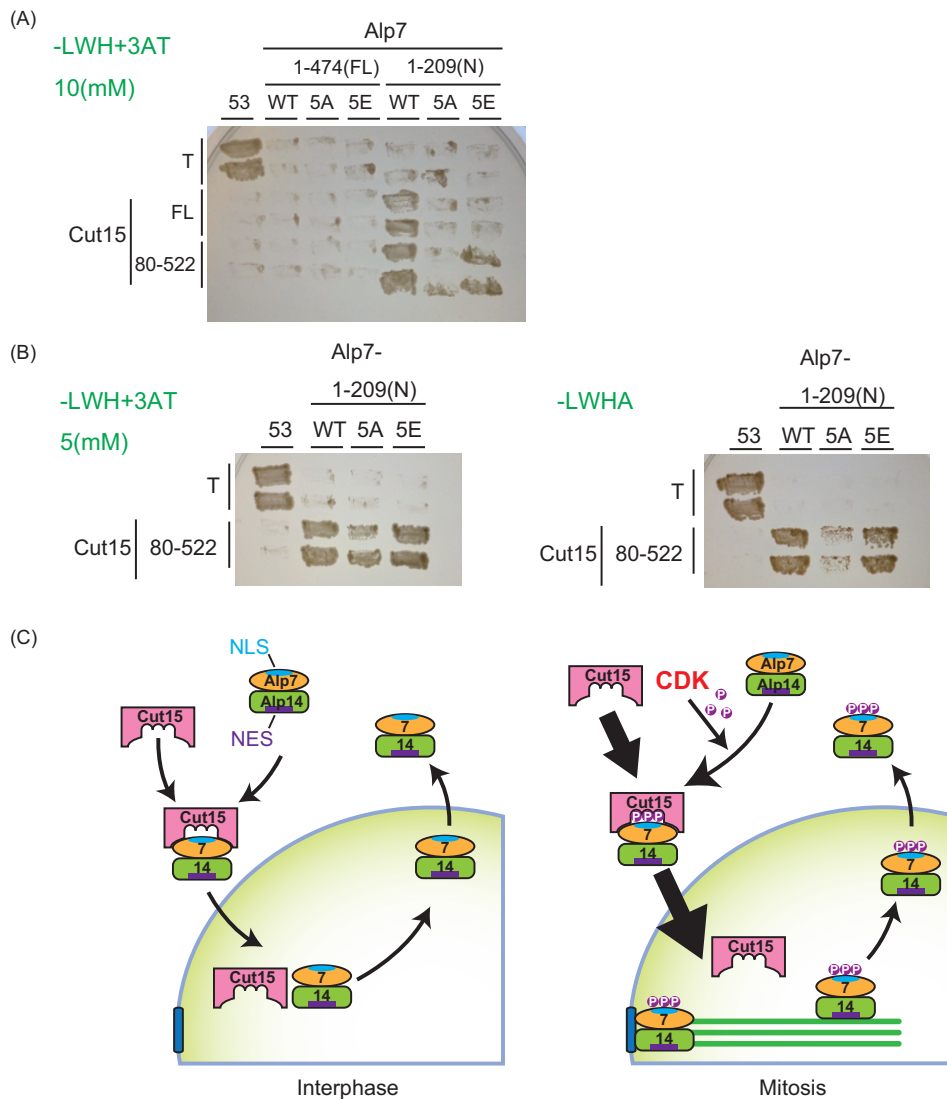 (A)
Alp7
-LWH+3AT
10(mM)
1-474(FL) 1-209(N)
53 WT 5A 5E WT 5A 5E
T
FL
Cut15
80-522
(B)
Alp7-
1-209(N)
-LWH+3AT
5(mM)
53 WT 5A 5E
T
Cut15 80-522
Alp7-
1-209(N)
-LWHA
53 WT 5A 5E
T
Cut15 80-522
(C)
NLS
Alp7
Alp14
NES
Cut15
Cut15
7
14
Cut15
7
14
7
14
7
14
Interphase
Cut15
CDK
P
P
P
Alp7
Alp14
Cut15
PPP
7
14
Cut15
PPP
7
14
PPP
7
14
PPP
7
14
PPP
7
14
Mitosis